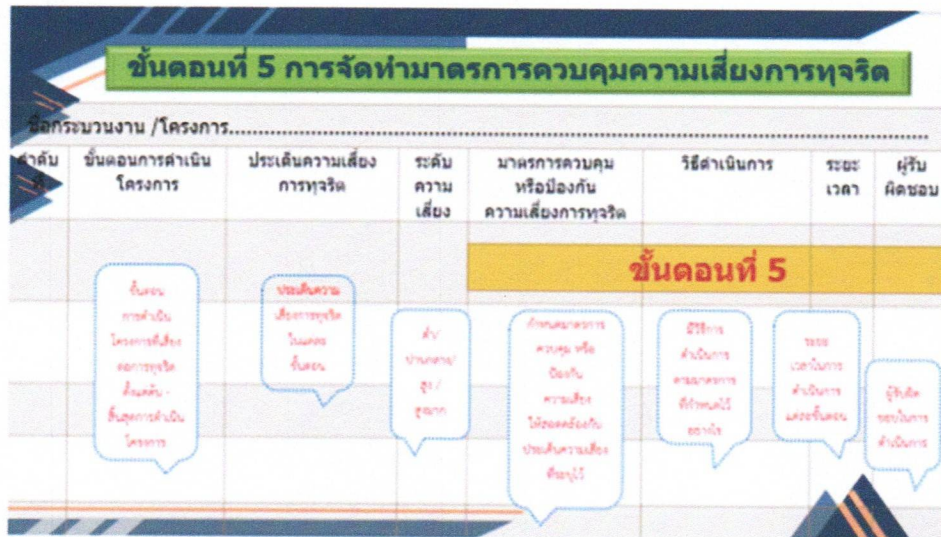 ขั้นตอนที่ 5 การจัดทำมาตรการควบคุมความเสี่ยงการทุจริต
ชื่อกระบวนงาน /โครงการ....................
ลำดับ
ที่
ขั้นตอนการดำเนิน
โครงการ
ประเด็นความเสี่ยง
การทุจริต
ระดับ
ความ
เสี่ยง
มาตรการควบคุม
หรือป้องกัน
ความเสี่ยงการทุจริต
วิธีดำเนินการ
ระยะ
เวลา
ผู้รับ
ผิดชอบ
ขั้นตอนที่ 5
ขั้นตอน
การดำเนิน
โครงการที่เสี่ยง
ต่อการทุจริต
ตั้งแต่ต้น -
สิ้นสุดการดำเนิน
โครงการ
ประเด็นความ
เสี่ยงการทุจริต
ในแต่ละ
ขั้นตอน
ต่ำ/
ปานกลาง/
สูง /
สูงมาก
กำหนดมาตรการ
ควบคุม หรือ
ป้องกัน
ความเสี่ยง
ให้สอดคล้องกับ
ประเด็นความเสี่ยง
ที่ระบุไว้
มีวิธีการ
ดำเนินการ
ตามมาตรการ
ที่กำหนดไว้
อย่างไร
ระยะ
เวลาในการ
ดำเนินการ
แต่ละขั้นตอน
ผู้รับผิด
ชอบในการ
ดำเนินการ